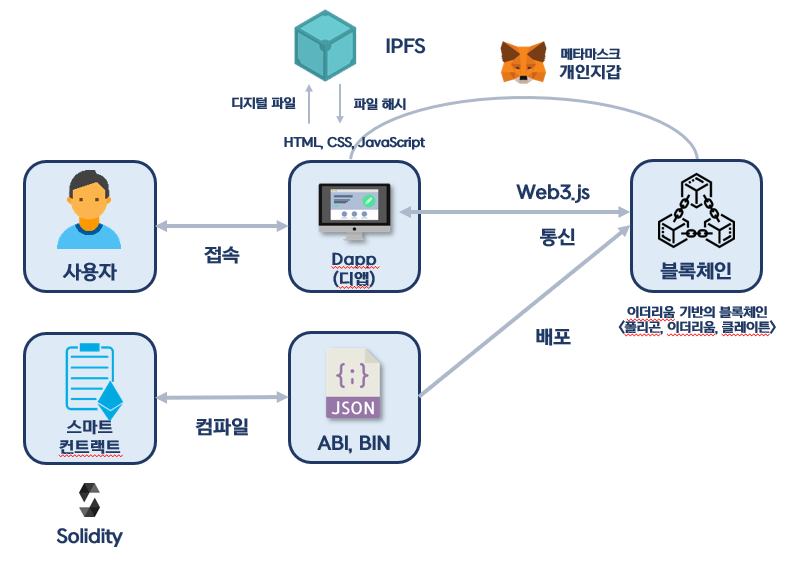 IPFS
메타마스크
개인지갑
디지털 파일
파일 해시
HTML, CSS, JavaScript
사용자
접속
Dapp
(디앱)
Web3.js
통신
블록체인
이더리움 기반의 블록체인
<폴리곤, 이더리움, 클레이튼>
배포
스마트
컨트랙트
컴파일
{;}
JSON
ABI, BIN
Solidity